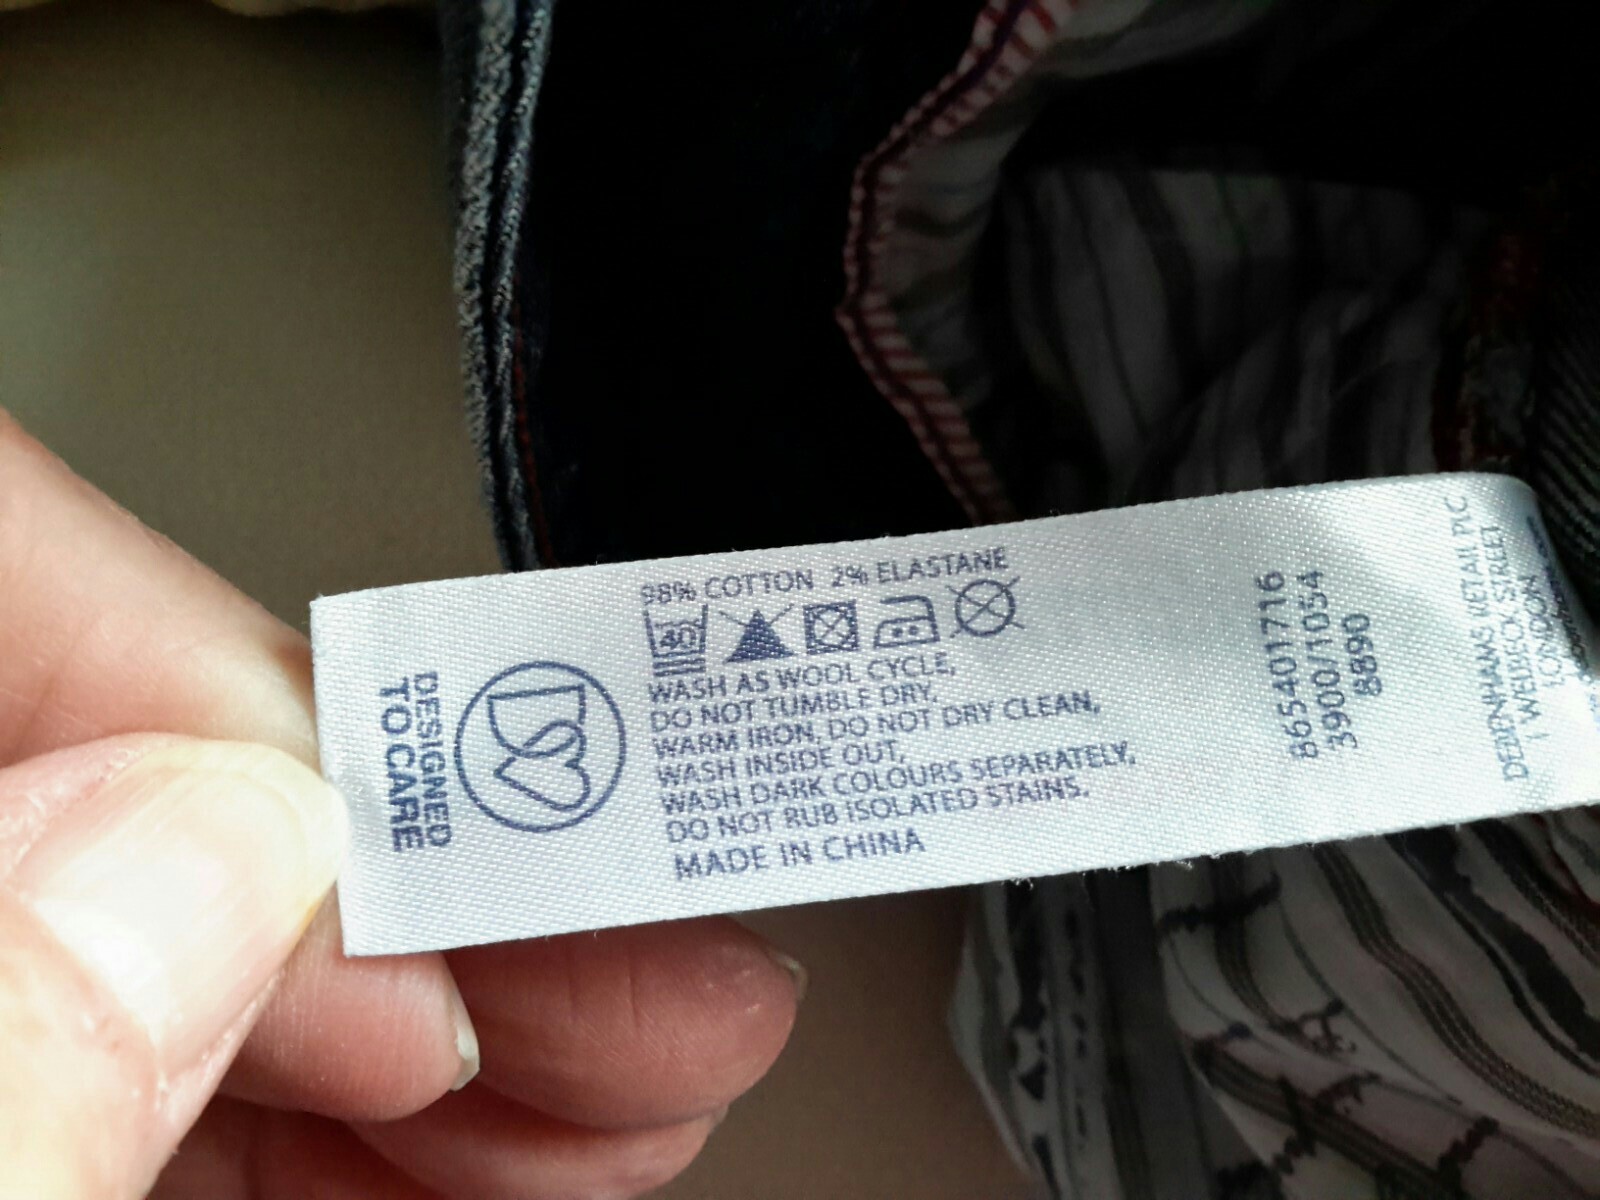 DESIGNED
TO CARE
98% COTTON 2% ELASTANE
40
WASH AS WOOL CYCLE,
DO NOT TUMBLE DRY,
WARM IRON, DO NOT DRY CLEAN,
WASH INSIDE OUT,
WASH DARK COLOURS SEPARATELY,
DO NOT RUB ISOLATED STAINS.
MADE IN CHINA
865401716
3900/1054
8890
DEBENHAMS RETAIL PLC
1 WELBECK STREET
LONDON